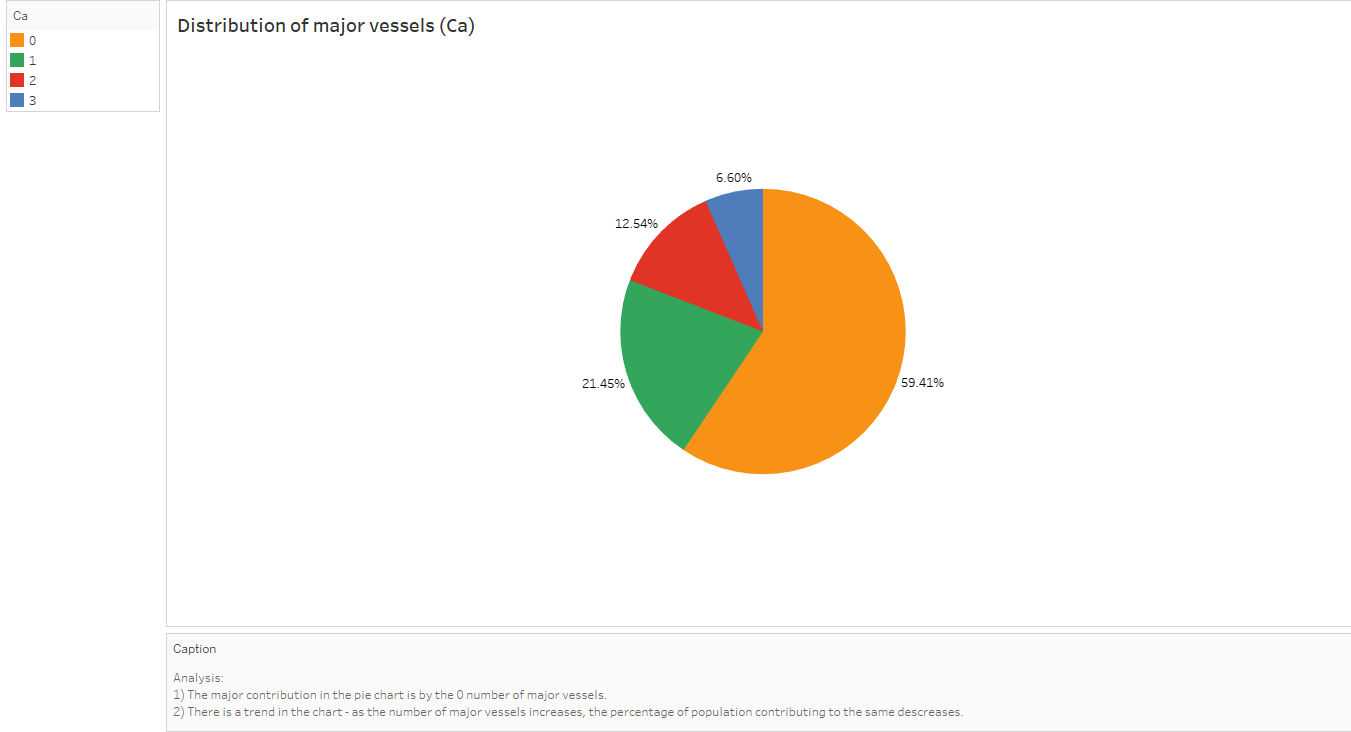 Ca
0
1
2
3
Distribution of major vessels (Ca)
6.60%
12.54%
21.45%
59.41%
Caption
Analysis:
1) The major contribution in the pie chart is by the 0 number of major vessels.
2) There is a trend in the chart - as the number of major vessels increases, the percentage of population contributing to the same descreases.